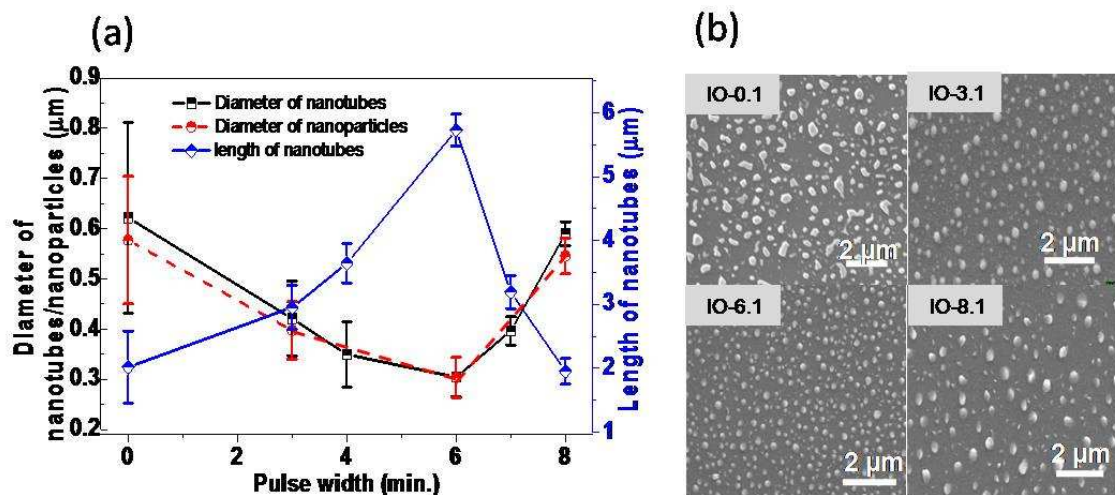 (a)
Diameter of
nanotubes/nanoparticles (μm)
0.9
0.8
0.7
0.6
0.5
0.4
0.3
0.2
Diameter of nanotubes
Diameter of nanoparticles
length of nanotubes
6
5
4
3
2
1
Length of nanotubes (μm)
0 2 4 6 8
Pulse width (min.)
(b)
IO-0.1
2 μm
IO-3.1
2 μm
IO-6.1
2 μm
IO-8.1
2 μm